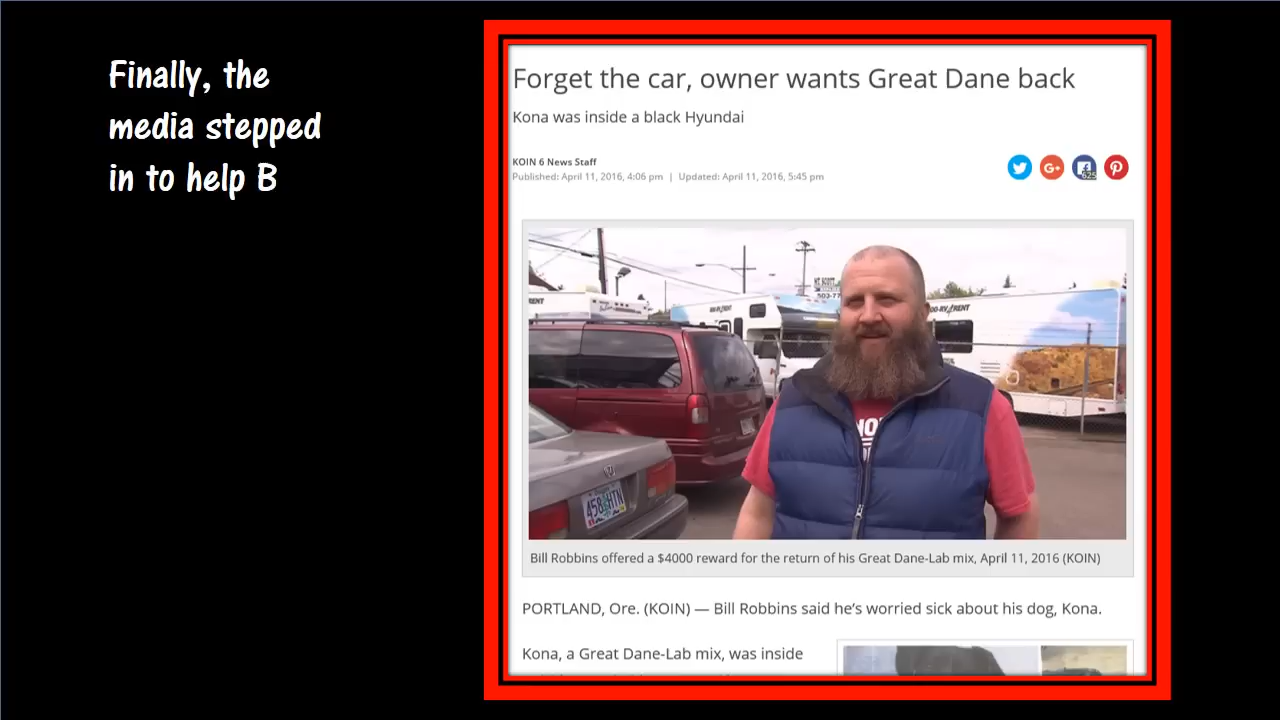 Finally, the
media stepped
in to help B
Forget the car, owner wants Great Dane back
Kona was inside a black Hyundai
KOIN 6 News Staff
Published: April 11, 2016, 4:06 pm | Updated: April 11, 2016, 5:45 pm
625
458 HTN
Bill Robbins offered a $4000 reward for the return of his Great Dane-Lab mix, April 11, 2016 (KOIN)
PORTLAND, Ore. (KOIN) — Bill Robbins said he's worried sick about his dog, Kona.
Kona, a Great Dane-Lab mix, was inside